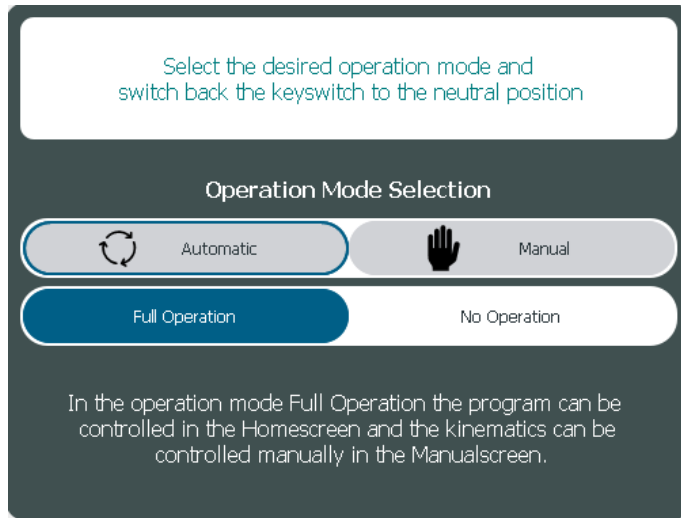 Select the desired operation mode and
switch back the keyswitch to the neutral position
Operation Mode Selection
Automatic
Manual
Full Operation
No Operation
In the operation mode Full Operation the program can be
controlled in the Homescreen and the kinematics can be
controlled manually in the Manualscreen.